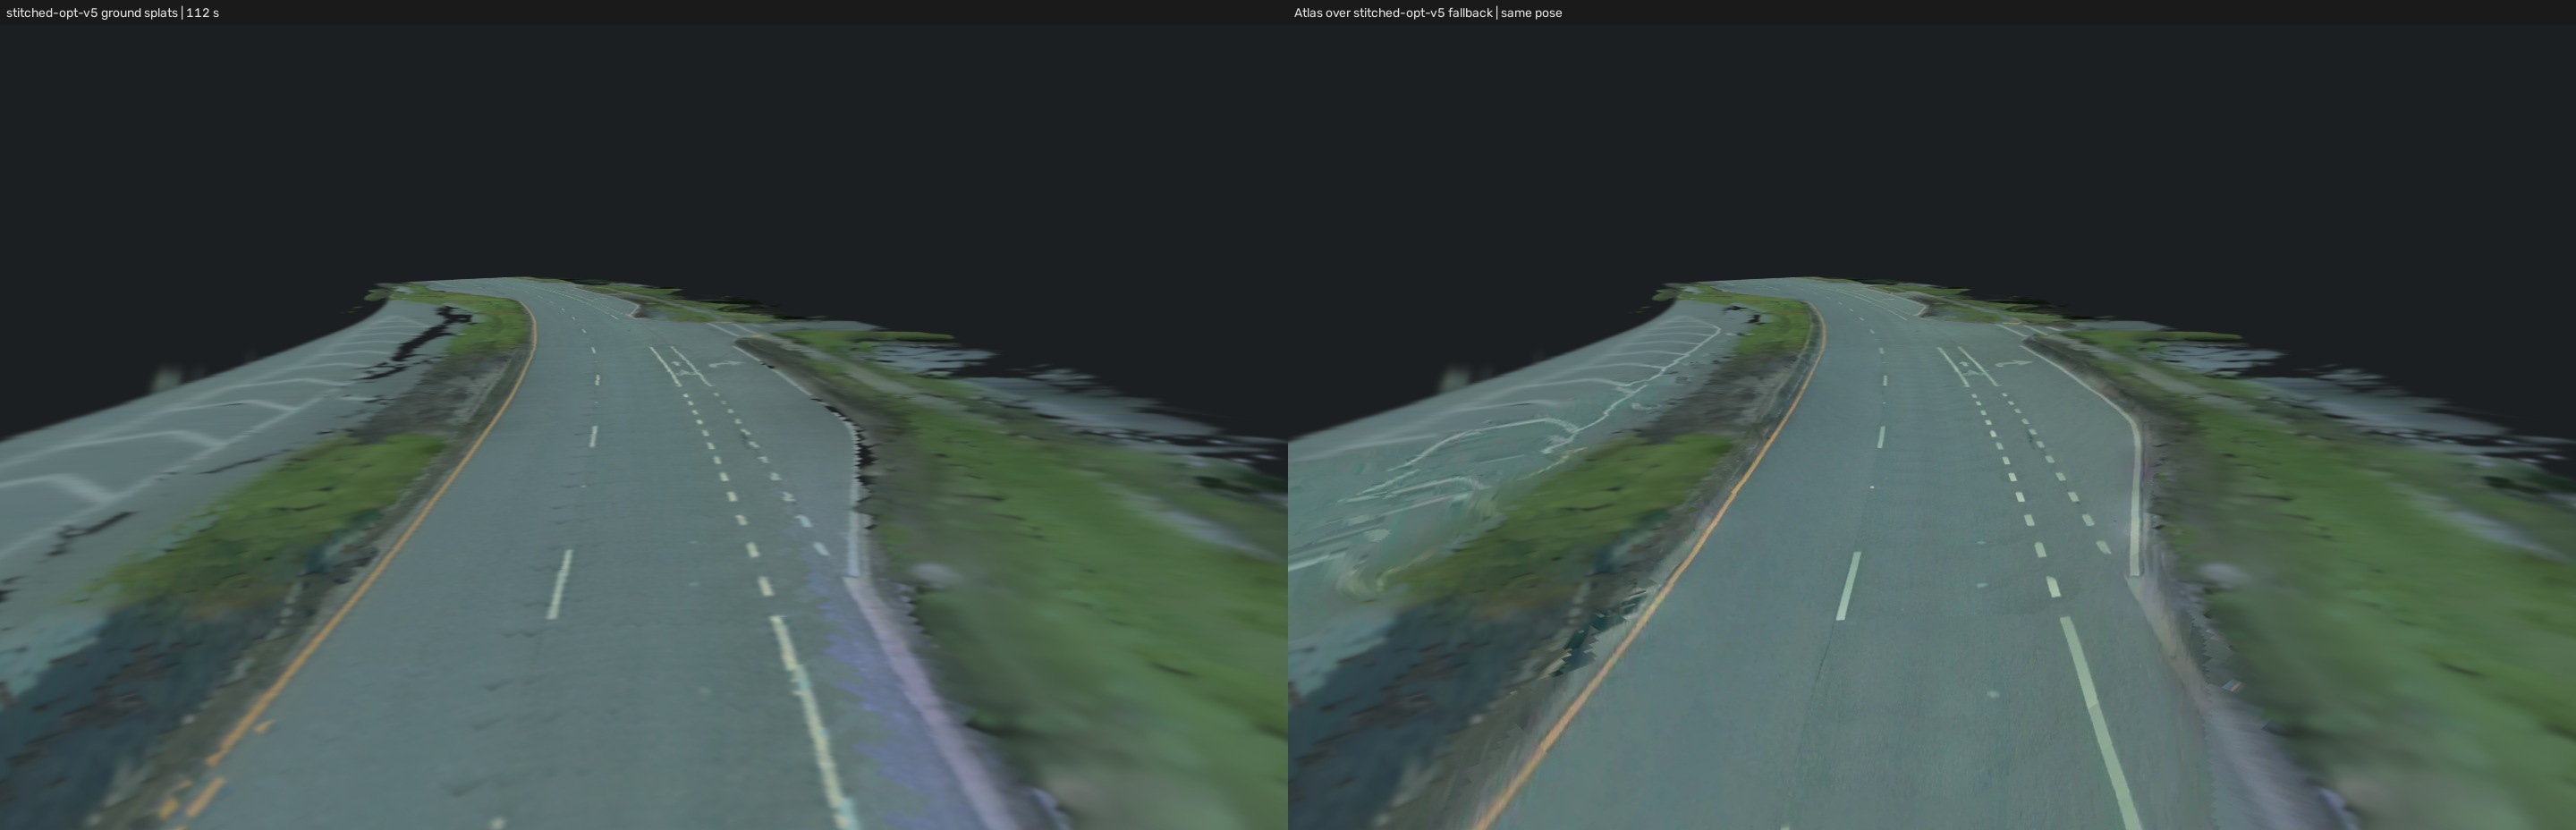 stitched-opt-v5 ground splats | 112 s
Atlas over stitched-opt-v5 fallback | same pose